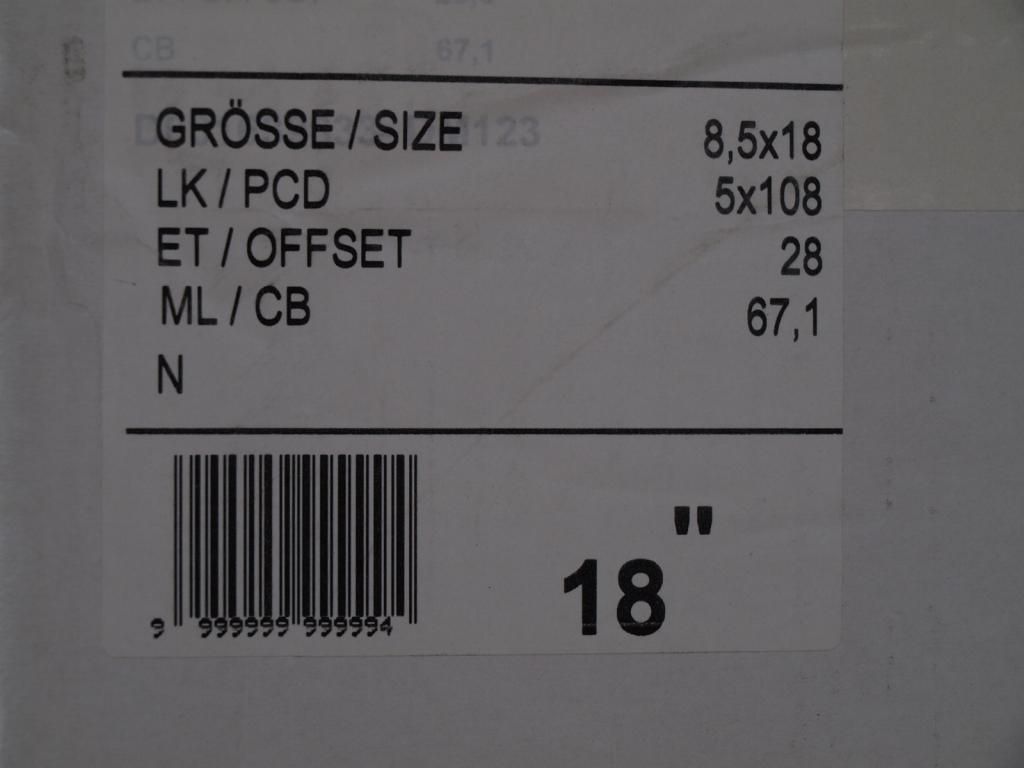 CB 67,1
GRÖSSE / SIZE 8,5x18
LK / PCD 5x108
ET / OFFSET 28
ML / CB 67,1
N
9 999999 999994
18"